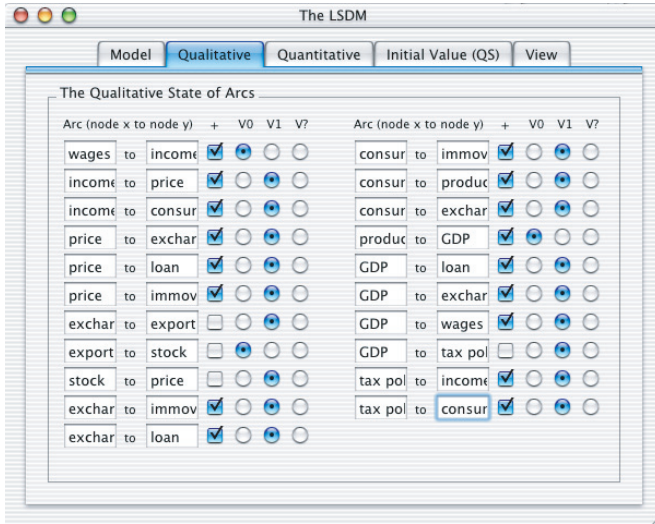 The LSDM
Model Qualitative Quantitative Initial Value (QS) View
The Qualitative State of Arcs
Arc (node x to node y) + V0 V1 V? Arc (node x to node y) + V0 V1 V?
wages to income consur to immov
income to price consur to produc
income to consur consur to exchar
price to exchar produc to GDP
price to loan GDP to loan
price to immov GDP to exchar
exchar to export GDP to wages
export to stock GDP to tax pol
stock to price tax pol to income
exchar to immov tax pol to consur
exchar to loan